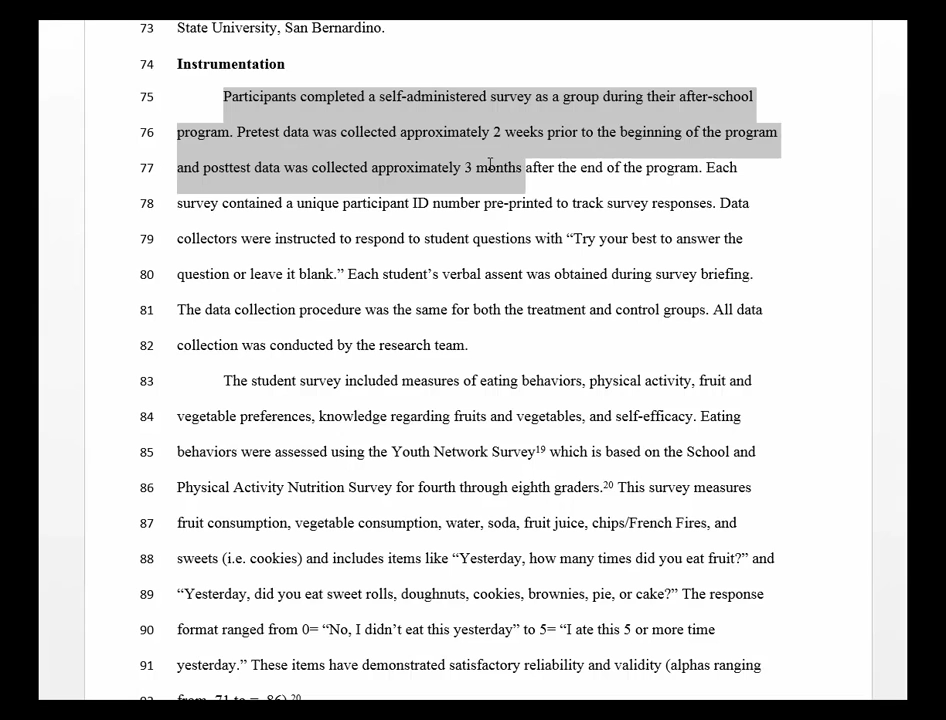 73 State University, San Bernardino.
74 Instrumentation
75 Participants completed a self-administered survey as a group during their after-school
76 program. Pretest data was collected approximately 2 weeks prior to the beginning of the program
77 and posttest data was collected approximately 3 months after the end of the program. Each
78 survey contained a unique participant ID number pre-printed to track survey responses. Data
79 collectors were instructed to respond to student questions with “Try your best to answer the
80 question or leave it blank.” Each student’s verbal assent was obtained during survey briefing.
81 The data collection procedure was the same for both the treatment and control groups. All data
82 collection was conducted by the research team.
83 The student survey included measures of eating behaviors, physical activity, fruit and
84 vegetable preferences, knowledge regarding fruits and vegetables, and self-efficacy. Eating
85 behaviors were assessed using the Youth Network Survey¹⁹ which is based on the School and
86 Physical Activity Nutrition Survey for fourth through eighth graders.²⁰ This survey measures
87 fruit consumption, vegetable consumption, water, soda, fruit juice, chips/French Fires, and
88 sweets (i.e. cookies) and includes items like “Yesterday, how many times did you eat fruit?” and
89 “Yesterday, did you eat sweet rolls, doughnuts, cookies, brownies, pie, or cake?” The response
90 format ranged from 0= “No, I didn’t eat this yesterday” to 5= “I ate this 5 or more time
91 yesterday.” These items have demonstrated satisfactory reliability and validity (alphas ranging
92 from .71 to = .86).²⁰